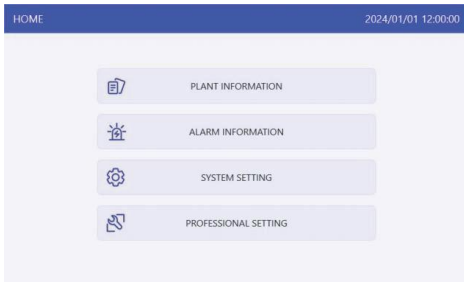 HOME 2024/01/01 12:00:00
PLANT INFORMATION
ALARM INFORMATION
SYSTEM SETTING
PROFESSIONAL SETTING